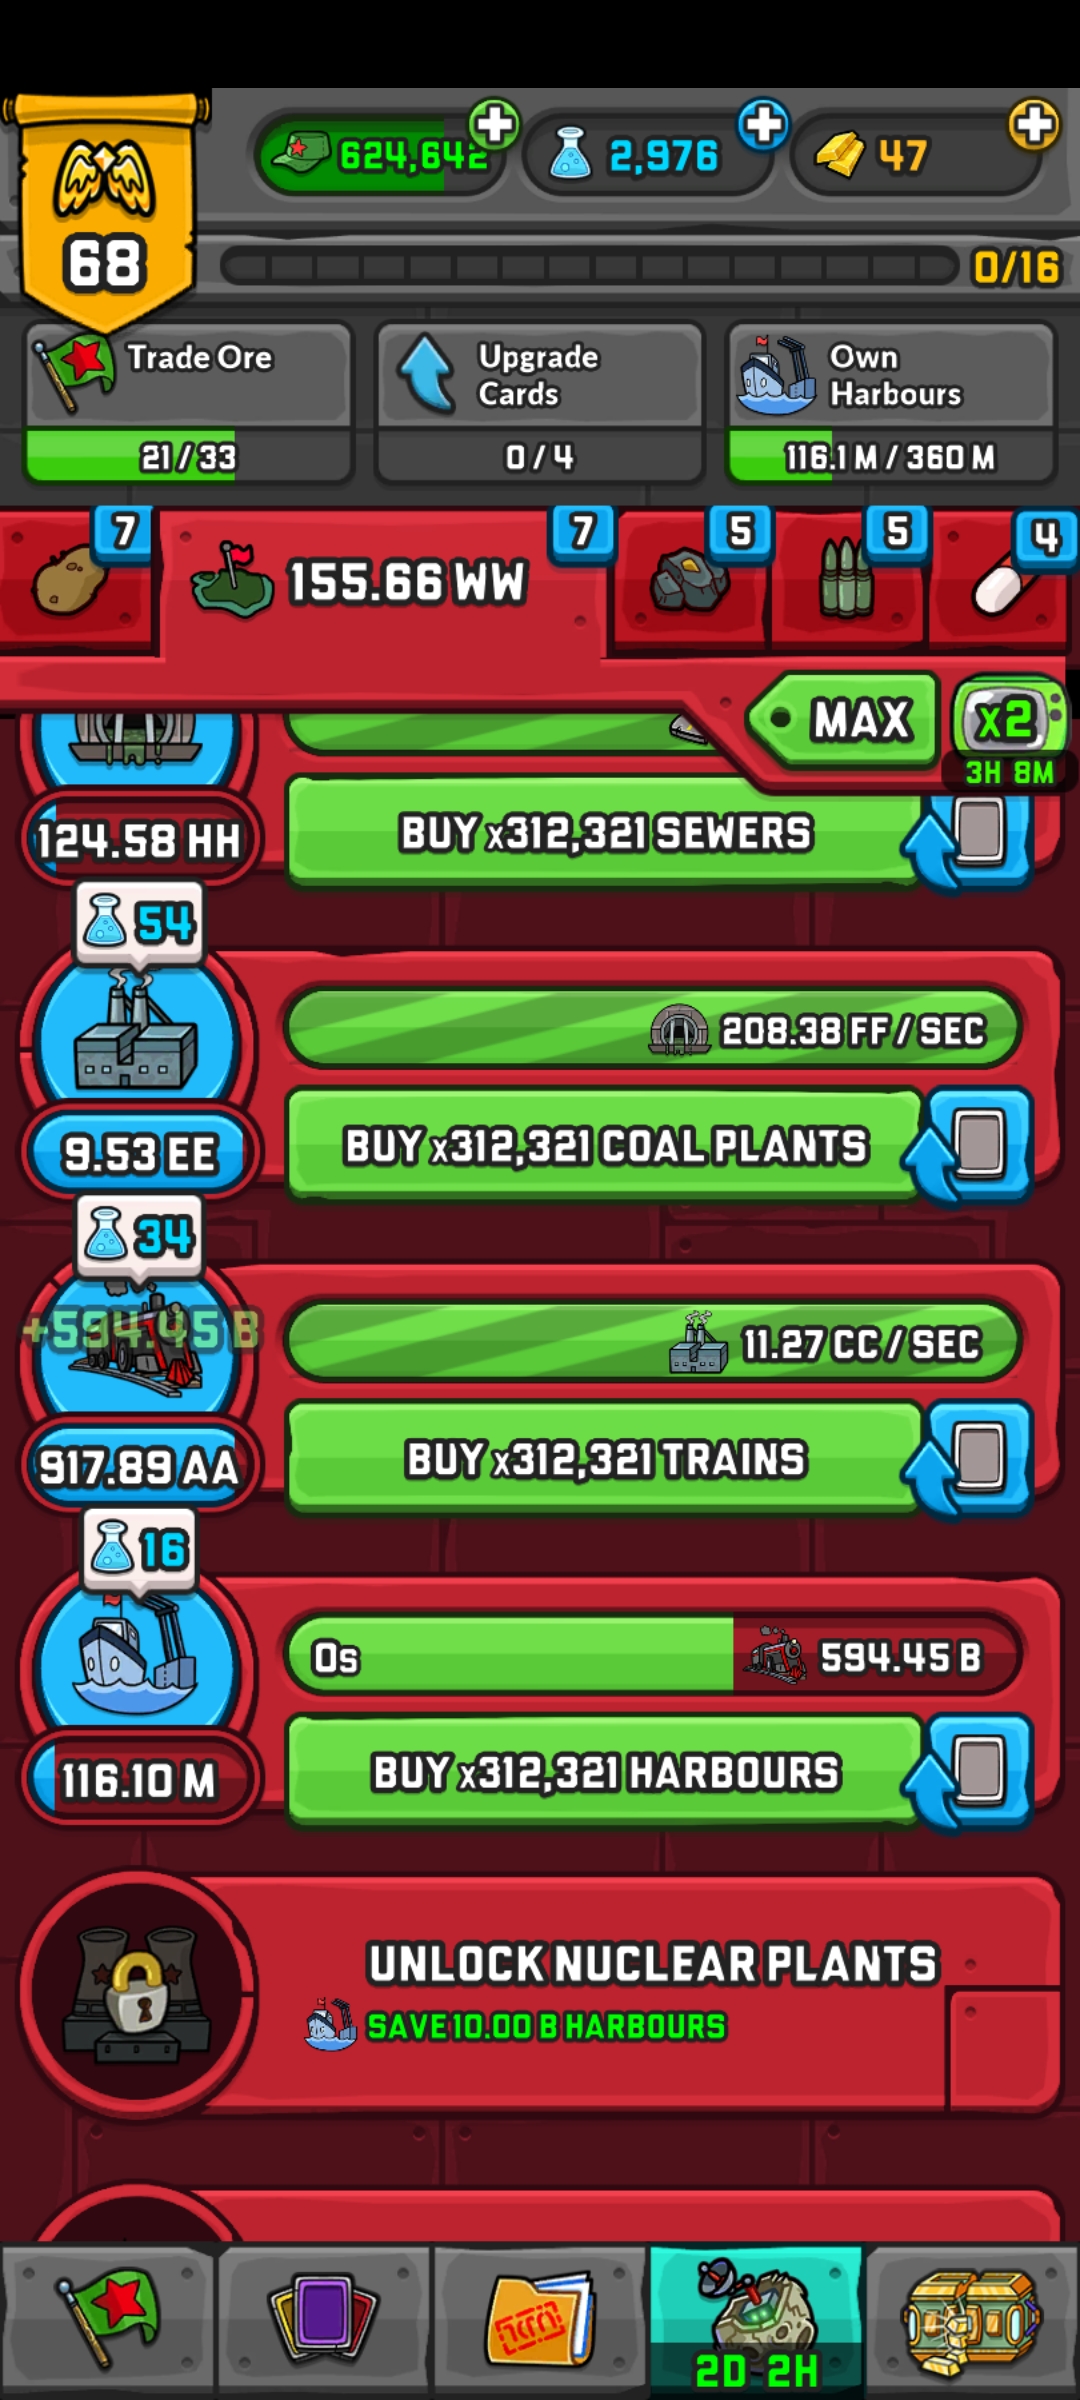 624,642
2,976
47
68
0/16
Trade Ore
21 / 33
Upgrade
Cards
0 / 4
Own
Harbours
116.1 M / 360 M
7
155.66 WW
7
5
5
4
MAX
x2
3H 8M
124.58 HH
BUY x312,321 SEWERS
54
208.38 FF / SEC
9.53 EE
BUY x312,321 COAL PLANTS
34
+594.45 B
11.27 CC / SEC
917.89 AA
BUY x312,321 TRAINS
16
0s
594.45 B
116.10 M
BUY x312,321 HARBOURS
UNLOCK NUCLEAR PLANTS
SAVE 10.00 B HARBOURS
2D 2H